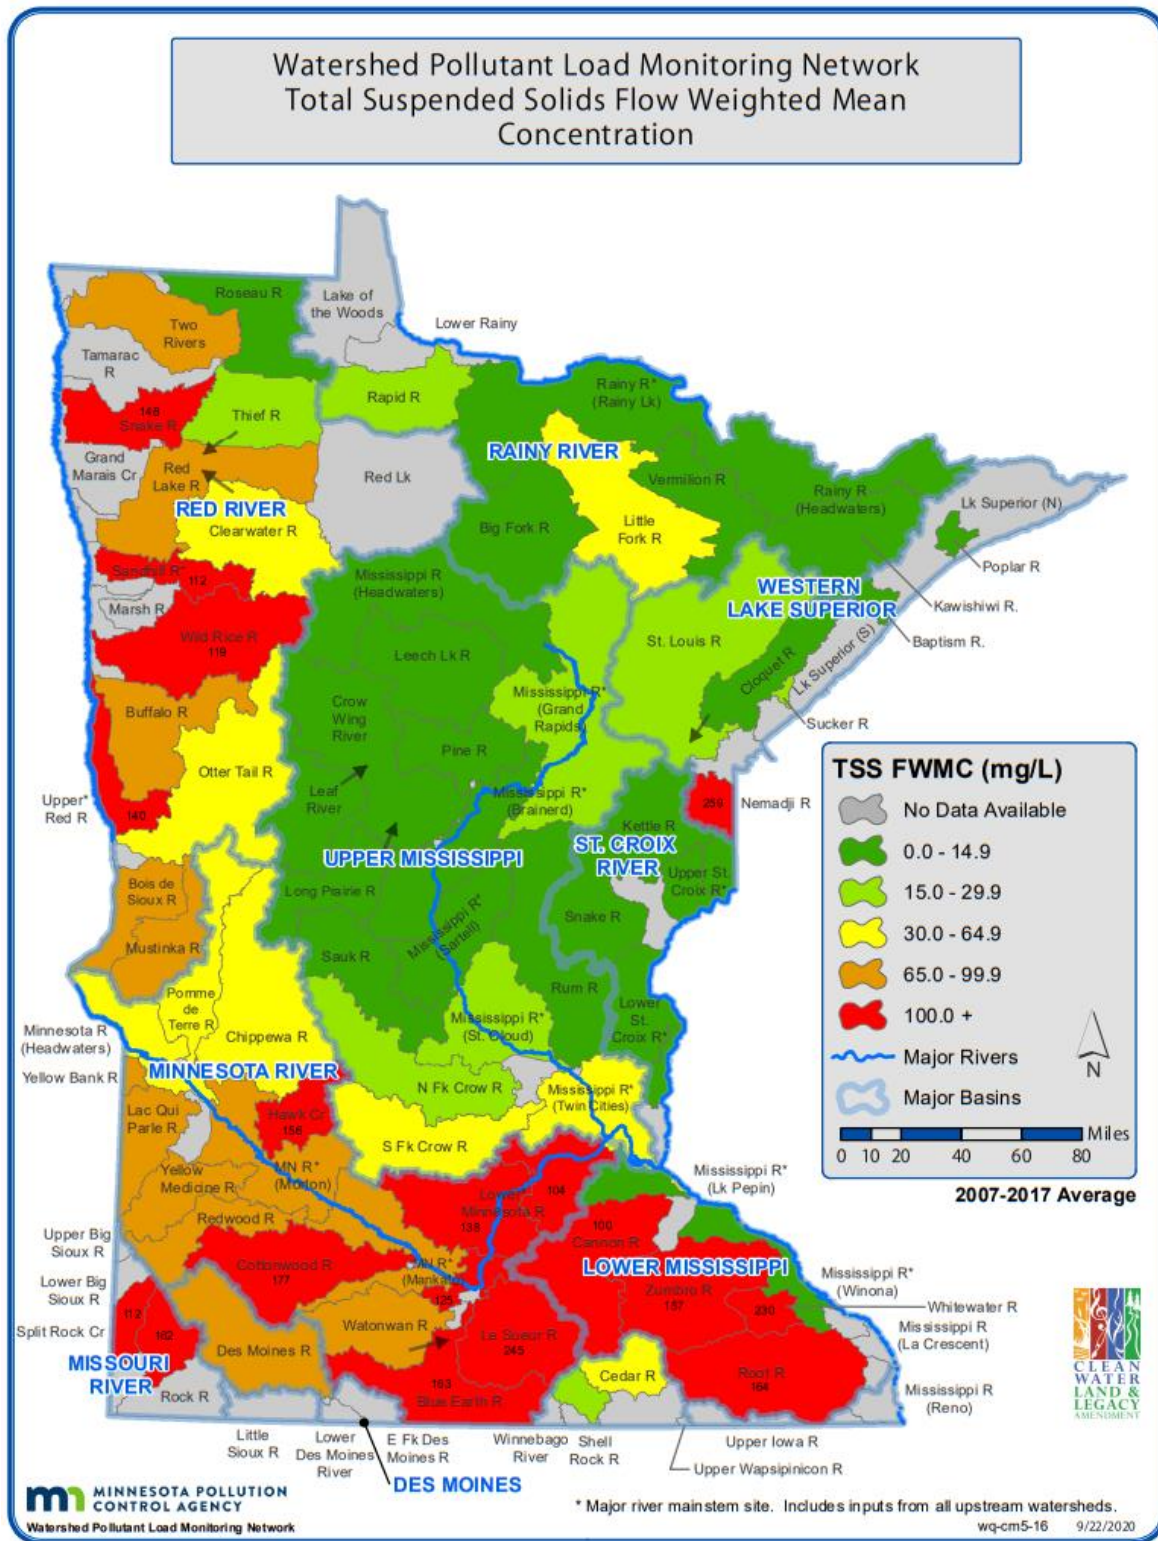 Watershed Pollutant Load Monitoring Network
Total Suspended Solids Flow Weighted Mean
Concentration
Roseau R
Lake of
the Woods
Lower Rainy
Two
Rivers
Tamarac
R
Rapid R
Rainy R*
(Rainy Lk)
148
Snake R
Thief R
RAINY RIVER
Grand
Marais Cr
Red
Lake R
Red Lk
Vermilion R
Rainy R
(Headwaters)
Lk Superior (N)
RED RIVER
Clearwater R
Big Fork R
Little
Fork R
Poplar R
Sandhill R*
112
Mississippi R
(Headwaters)
WESTERN
LAKE SUPERIOR
Kawishiwi R.
Marsh R
Wild Rice R
119
Leech Lk R
St. Louis R
Baptism R.
Cloquet R
Lk Superior (S)
Sucker R
Buffalo R
Crow
Wing
River
Mississippi R*
(Grand
Rapids)
Pine R
Otter Tail R
Upper*
Red R
140
Leaf
River
Mississippi R*
(Brainerd)
259
Nemadji R
Kettle R
UPPER MISSISSIPPI
ST. CROIX
RIVER
Bois de
Sioux R
Long Prairie R
Upper St.
Croix R*
Mustinka R
Mississippi R*
(Sartell)
Snake R
Sauk R
Pomme
de
Terre R
Rum R
Lower
St.
Croix R*
Minnesota R
(Headwaters)
Chippewa R
Mississippi R*
(St. Cloud)
Yellow Bank R
MINNESOTA RIVER
N Fk Crow R
Mississippi R*
(Twin Cities)
Lac Qui
Parle R
Hawk Cr
156
S Fk Crow R
Yellow
Medicine R
MN R*
(Morton)
Mississippi R*
(Lk Pepin)
Lower*
Minnesota R
138
104
Redwood R
100
Cannon R
Upper Big
Sioux R
Cottonwood R
177
MN R*
(Mankato)
LOWER MISSISSIPPI
Mississippi R*
(Winona)
Lower Big
Sioux R
125
Zumbro R
157
230
Whitewater R
Split Rock Cr
112
162
Watonwan R
Le Sueur R
245
Mississippi R
(La Crescent)
MISSOURI
RIVER
Des Moines R
Cedar R
Root R
164
Rock R
163
Blue Earth R
Mississippi R
(Reno)
Little
Sioux R
Lower
Des Moines
River
E Fk Des
Moines R
Winnebago
River
Shell
Rock R
Upper Iowa R
Upper Wapsipinicon R
DES MOINES
TSS FWMC (mg/L)
No Data Available
0.0 - 14.9
15.0 - 29.9
30.0 - 64.9
65.0 - 99.9
100.0 +
Major Rivers
N
Major Basins
Miles
0 10 20 40 60 80
2007-2017 Average
CLEAN
WATER
LAND &
LEGACY
AMENDMENT
MINNESOTA POLLUTION
CONTROL AGENCY
Watershed Pollutant Load Monitoring Network
* Major river mainstem site. Includes inputs from all upstream watersheds.
wq-cm5-16 9/22/2020